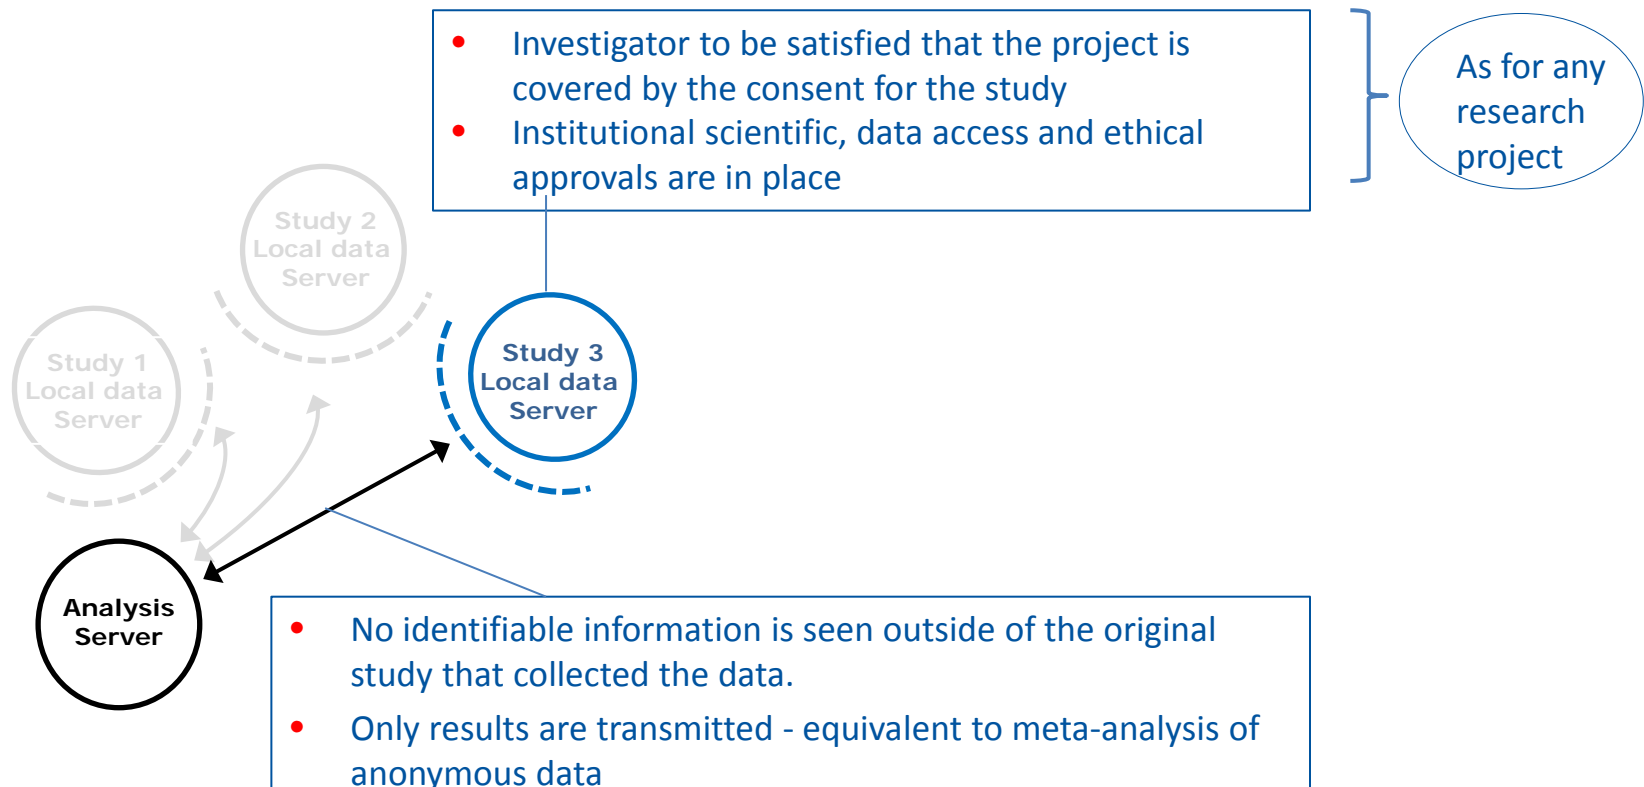 • Investigator to be satisfied that the project is
covered by the consent for the study
• Institutional scientific, data access and ethical
approvals are in place
As for any
research
project
Study 2
Local data
Server
Study 1
Local data
Server
Study 3
Local data
Server
Analysis
Server
• No identifiable information is seen outside of the original
study that collected the data.
• Only results are transmitted - equivalent to meta-analysis of
anonymous data